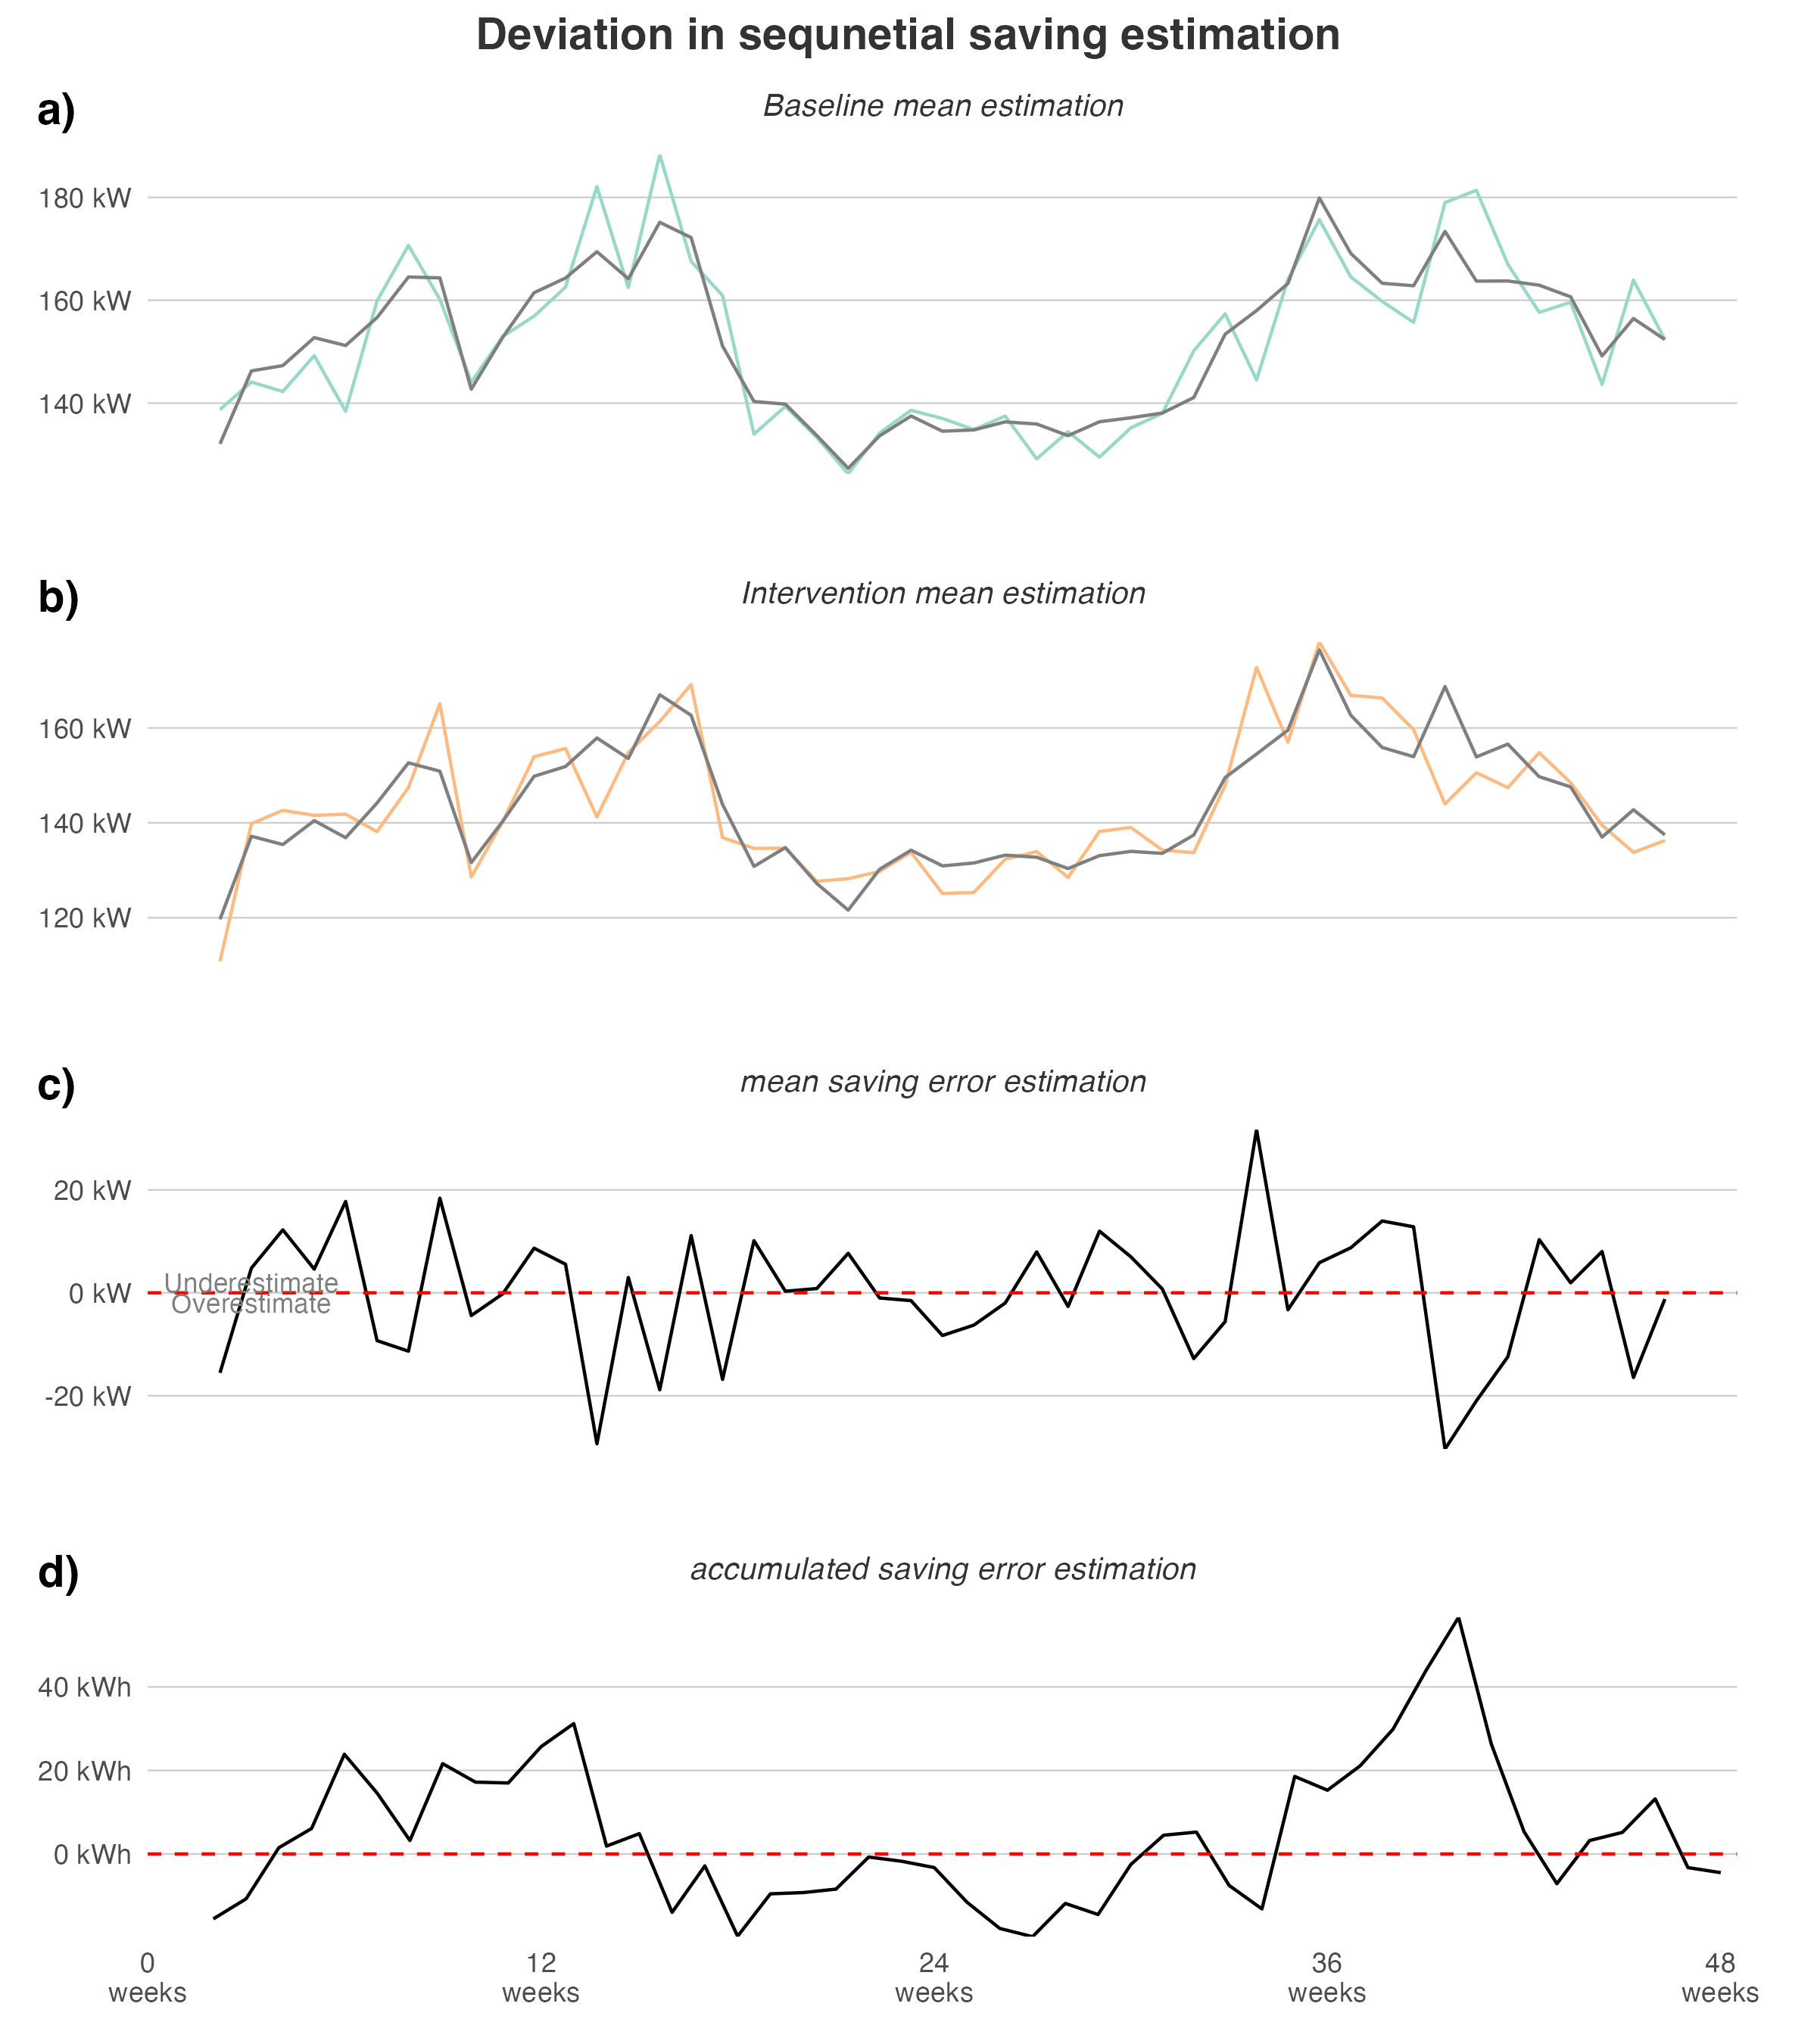 Deviation in sequnetial saving estimation
a)
Baseline mean estimation
180 kW
160 kW
140 kW
b)
Intervention mean estimation
160 kW
140 kW
120 kW
c)
mean saving error estimation
20 kW
Underestimate
0 kW
Overestimate
-20 kW
d)
accumulated saving error estimation
40 kWh
20 kWh
0 kWh
0 12 24 36 48
weeks weeks weeks weeks weeks